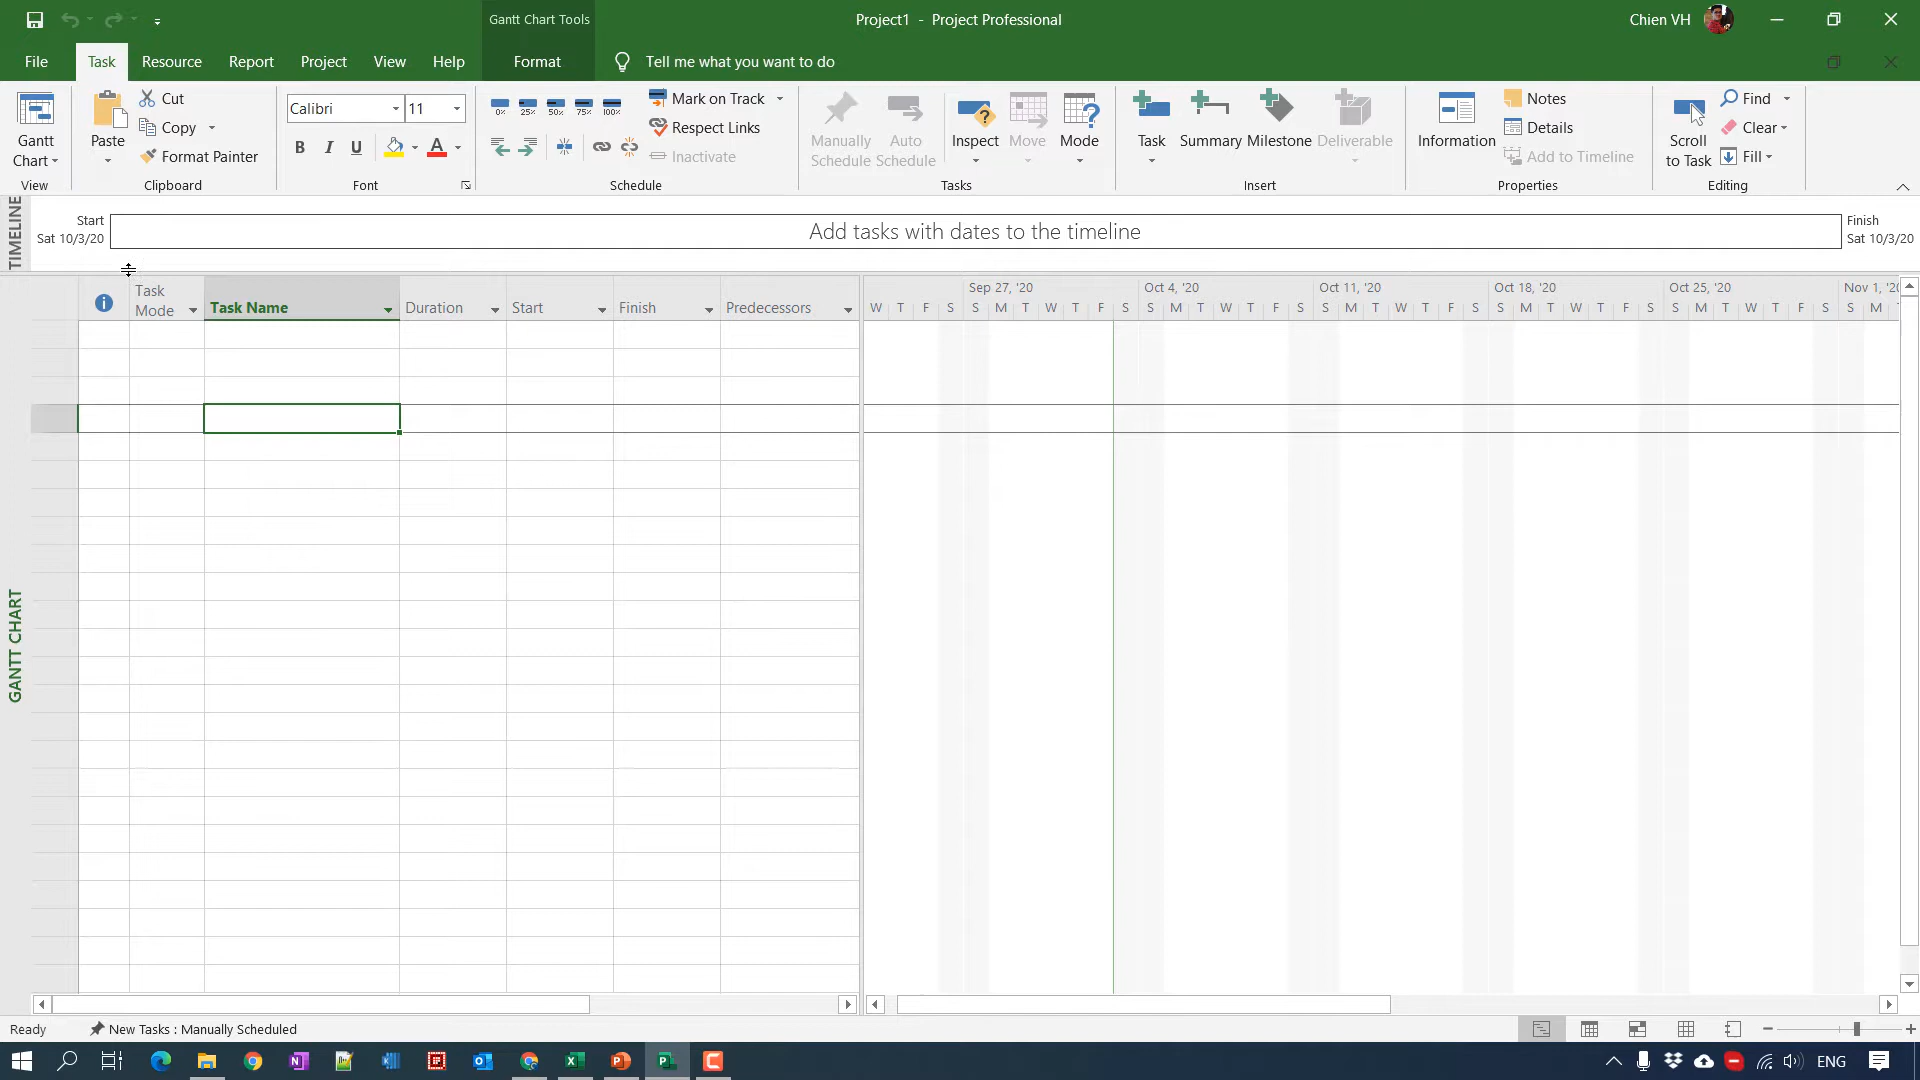 Gantt Chart Tools
Project1 - Project Professional
Chien VH
File Task Resource Report Project View Help Format Tell me what you want to do
Gantt Chart
View
Paste
Cut
Copy
Format Painter
Clipboard
Calibri 11
B I U A
Font
0% 25% 50% 75% 100%
Mark on Track
Respect Links
Inactivate
Schedule
Manually Schedule
Auto Schedule
Inspect
Move
Mode
Tasks
Task
Summary
Milestone
Deliverable
Insert
Information
Notes
Details
Add to Timeline
Properties
Scroll to Task
Find
Clear
Fill
Editing
TIMELINE
Start
Sat 10/3/20
Add tasks with dates to the timeline
Finish
Sat 10/3/20
Task Mode
Task Name
Duration
Start
Finish
Predecessors
Sep 27, '20 Oct 4, '20 Oct 11, '20 Oct 18, '20 Oct 25, '20 Nov 1, '20
W T F S S M T W T F S S M T W T F S S M T W T F S S M T W T F S S M T W T F S S M
GANTT CHART
Ready
New Tasks : Manually Scheduled
ENG